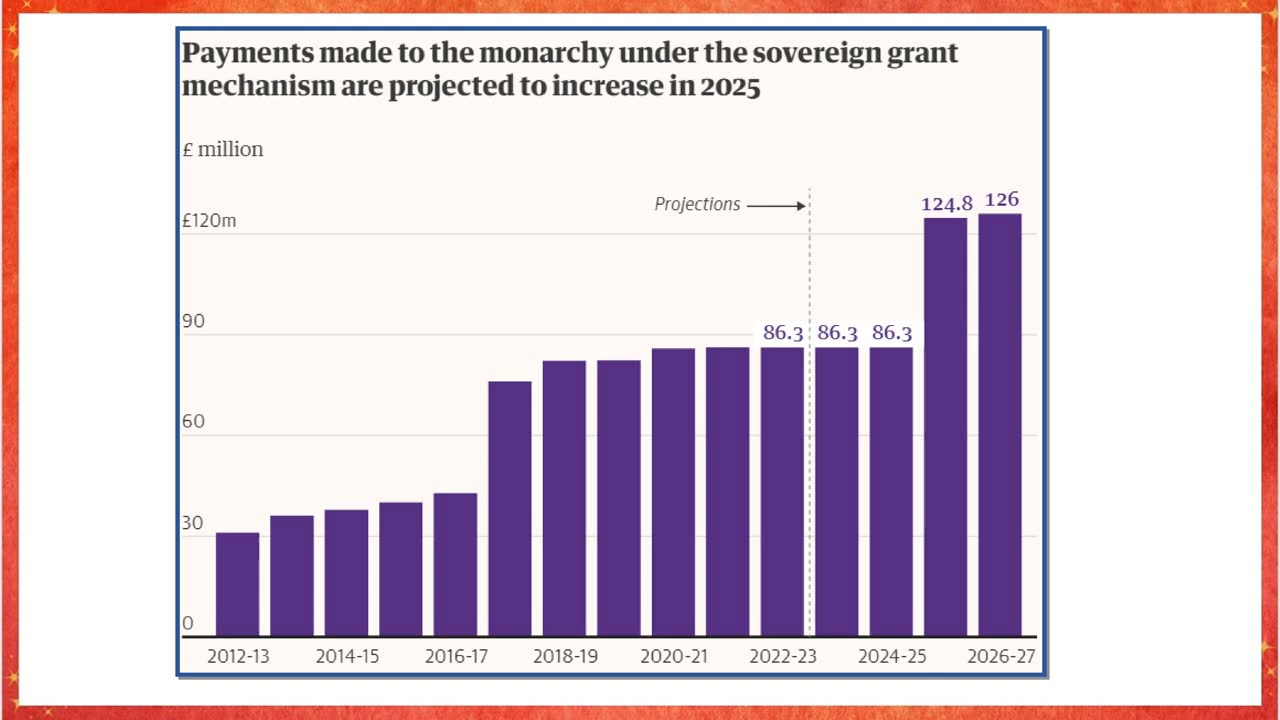 Payments made to the monarchy under the sovereign grant
mechanism are projected to increase in 2025
£ million
Projections
124.8 126
£120m
90
86.3 86.3 86.3
60
30
0
2012-13 2014-15 2016-17 2018-19 2020-21 2022-23 2024-25 2026-27